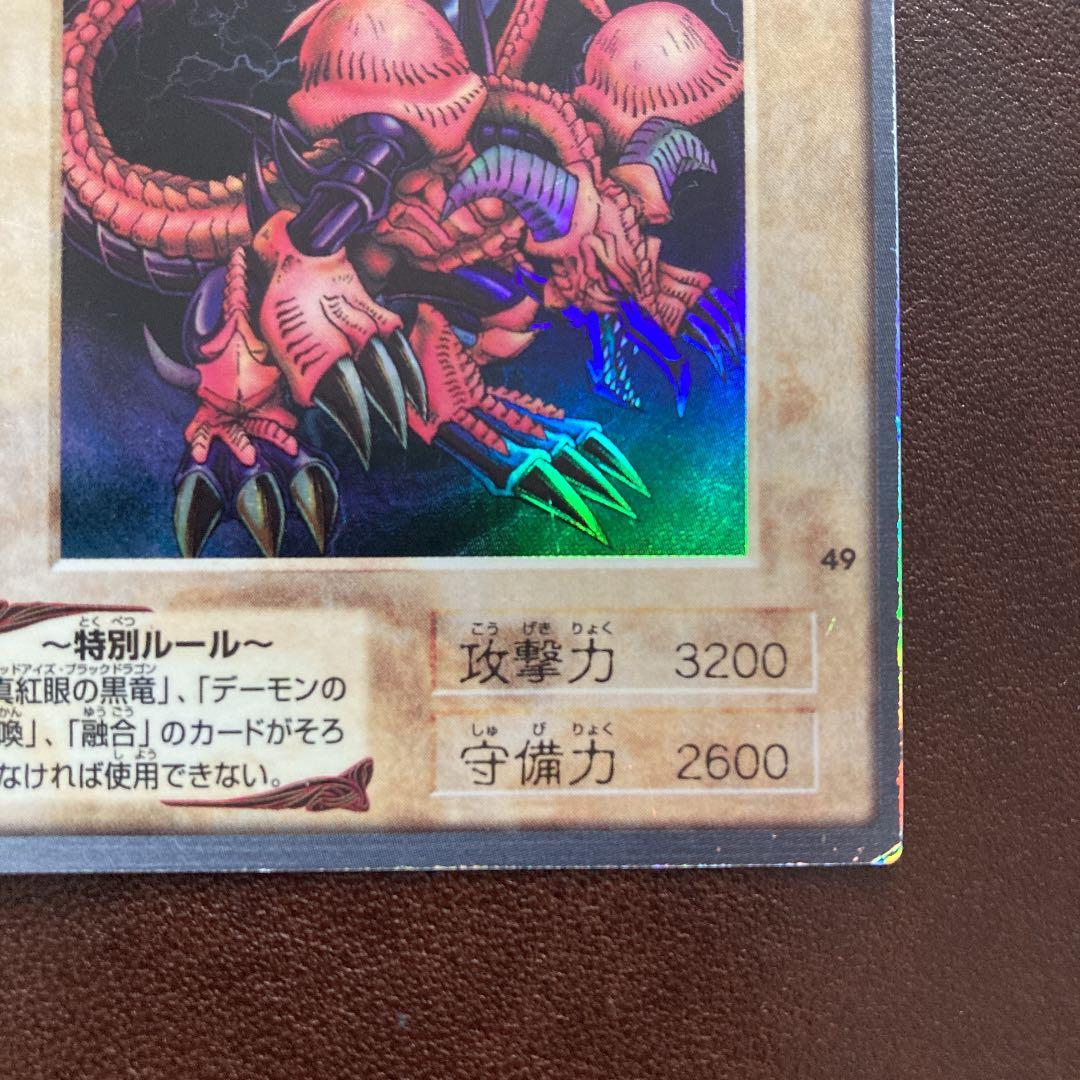 49
とくべつ
～特別ルール～
ッドアイズ・ブラックドラゴン
真紅眼の黒竜」、「デーモンの
かん ゆうごう
喚」、「融合」のカードがそろ
しよう
なければ使用できない。
こう げき りょく
攻撃力 3200
しゅ び りょく
守備力 2600